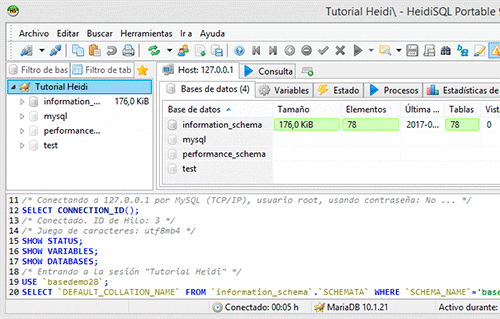 Tutorial Heidi\ - HeidiSQL Portable 9
Archivo Editar Buscar Herramientas Ir a Ayuda
Filtro de bas Filtro de tab
Host: 127.0.0.1 Consulta
Tutorial Heidi
information_... 176,0 KiB
mysql
performance...
test
Bases de datos (4) Variables Estado Procesos Estadísticas de
Base de datos Tamaño Elementos Última ... Tablas Vist
information_schema 176,0 KiB 78 2017-0... 78 0
mysql
performance_schema
test
11 /* Conectando a 127.0.0.1 por MySQL (TCP/IP), usuario root, usando contraseña: No ... */
12 SELECT CONNECTION_ID();
13 /* Conectado. ID de Hilo: 3 */
14 /* Juego de caracteres: utf8mb4 */
15 SHOW STATUS;
16 SHOW VARIABLES;
17 SHOW DATABASES;
18 /* Entrando a la sesión "Tutorial Heidi" */
19 USE `basedemo28`;
20 SELECT `DEFAULT_COLLATION_NAME` FROM `information_schema`.`SCHEMATA` WHERE `SCHEMA_NAME`='base
Conectado: 00:05 h MariaDB 10.1.21 Activo durante: